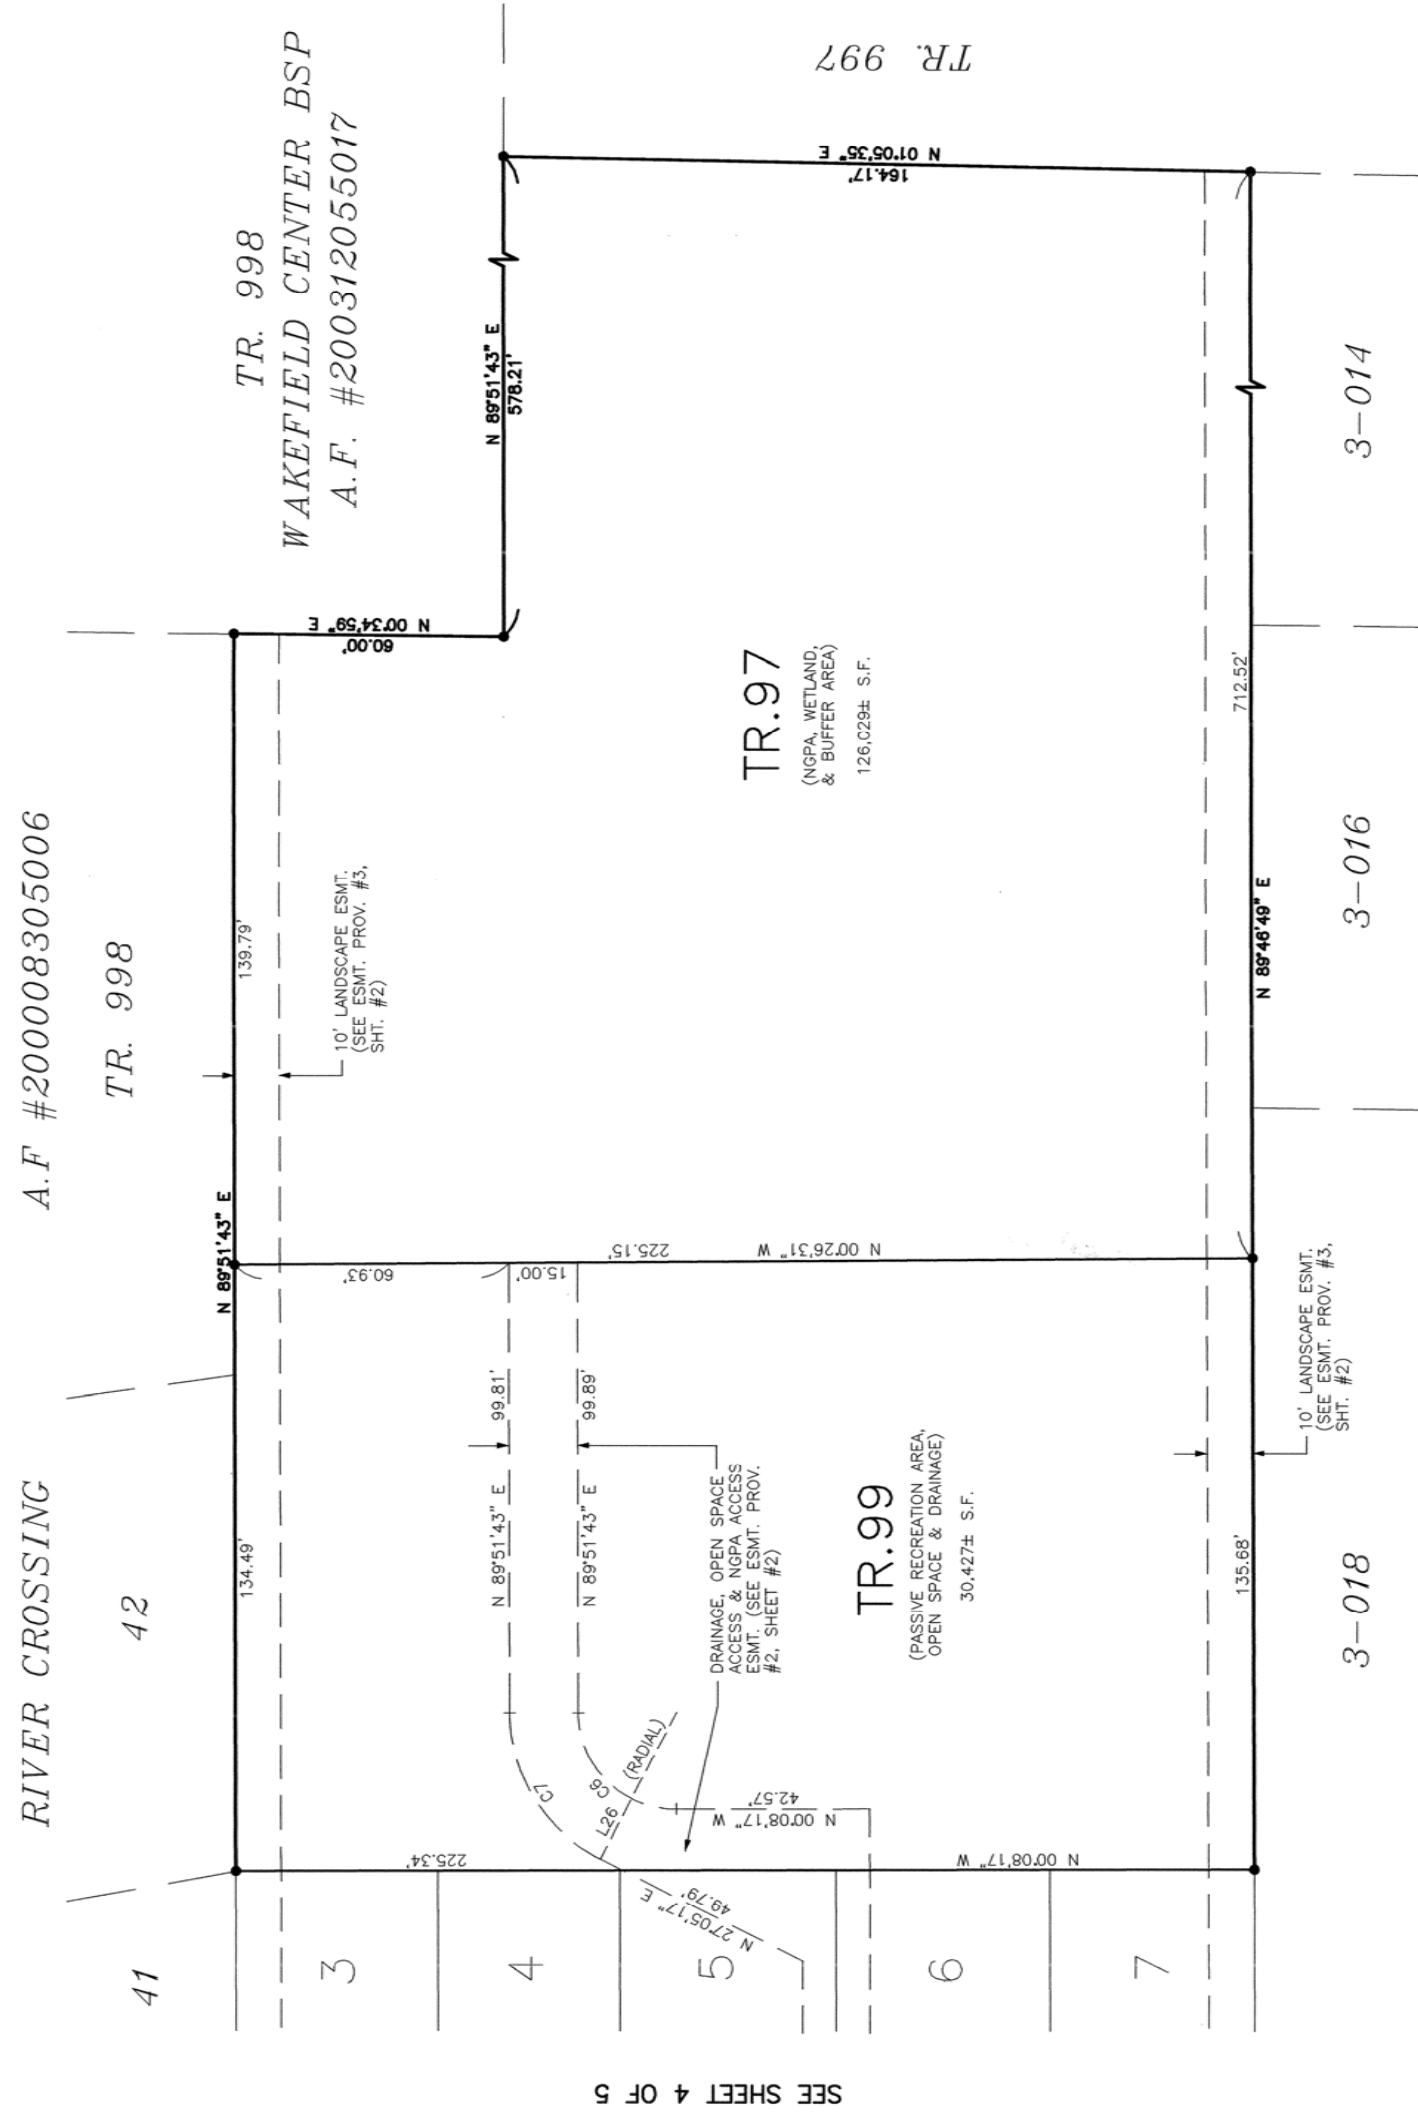 RIVER CROSSING
A.F #200008305006
41
42
TR. 998
TR. 998
WAKEFIELD CENTER BSP
A.F. #200312055017
TR. 997
134.49'
N 89°51'43" E
139.79'
N 00°34'59" E
60.00'
N 89°51'43" E
578.21'
N 01°05'35" E
164.17'
10' LANDSCAPE ESMT.
(SEE ESMT. PROV. #3,
SHT. #2)
60.93'
15.00'
225.15'
N 00°26'31" W
N 89°51'43" E
99.81'
N 89°51'43" E
99.89'
C7
C6
L26
(RADIAL)
N 00°08'17" W
42.57'
225.34'
N 00°08'17" W
N 27°05'17" E
49.79'
DRAINAGE, OPEN SPACE
ACCESS & NGPA ACCESS
ESMT. (SEE ESMT. PROV.
#2, SHEET #2)
TR.99
(PASSIVE RECREATION AREA,
OPEN SPACE & DRAINAGE)
30,427± S.F.
TR.97
(NGPA, WETLAND,
& BUFFER AREA)
126,029± S.F.
3
4
5
6
7
135.68'
N 89°46'49" E
712.52'
10' LANDSCAPE ESMT.
(SEE ESMT. PROV. #3,
SHT. #2)
3-018
3-016
3-014
SEE SHEET 4 OF 5